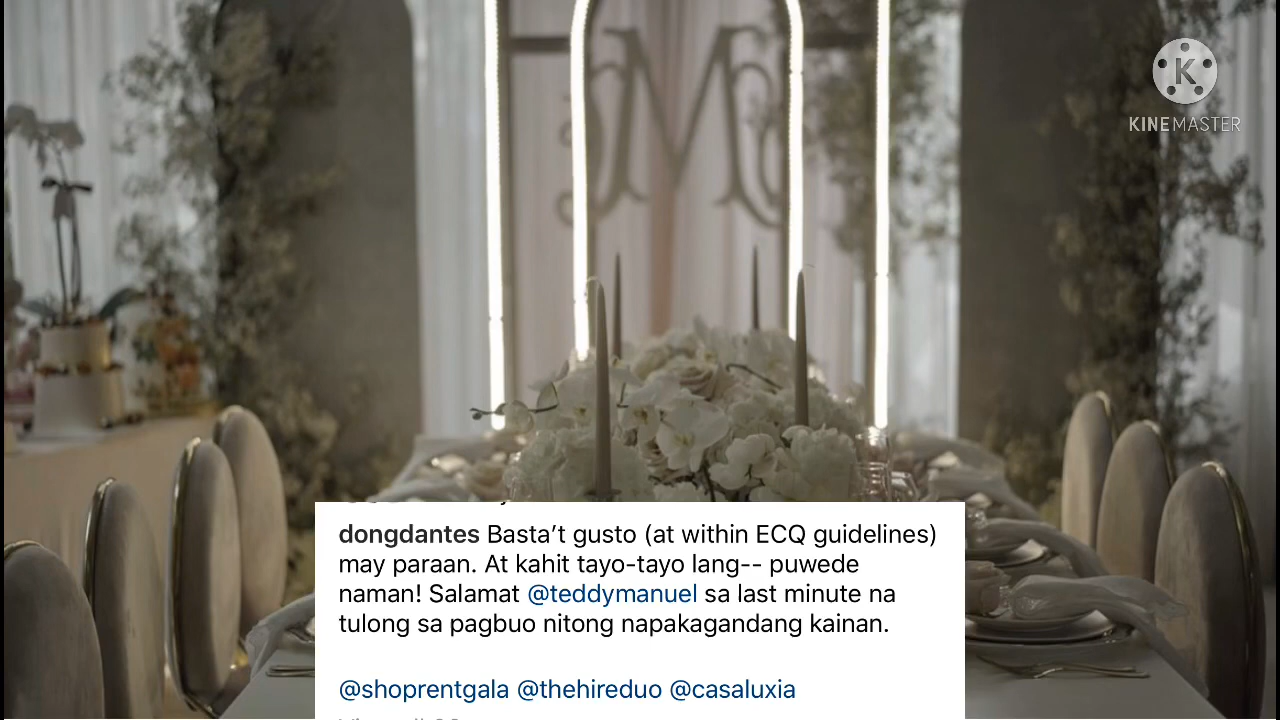 M
KINEMASTER
dongdantes Basta’t gusto (at within ECQ guidelines)
may paraan. At kahit tayo-tayo lang-- puwede
naman! Salamat @teddymanuel sa last minute na
tulong sa pagbuo nitong napakagandang kainan.
@shoprentgala @thehireduo @casaluxia